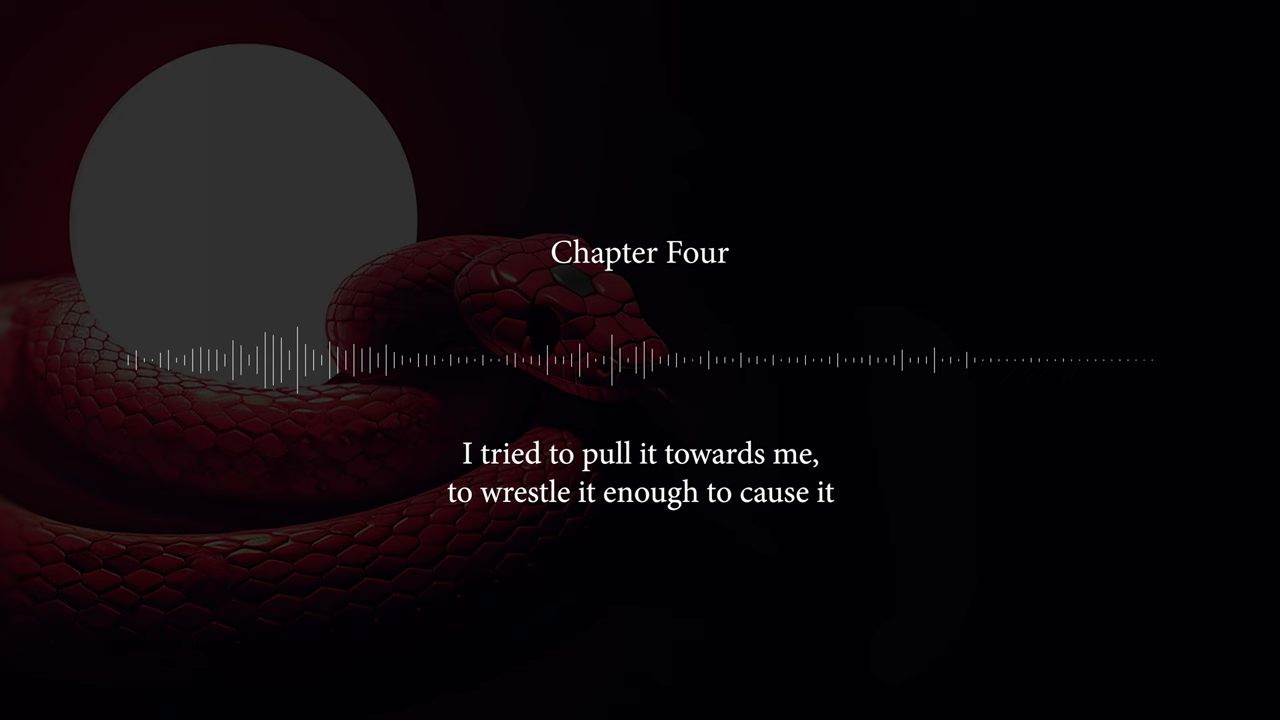 Chapter Four
I tried to pull it towards me,
to wrestle it enough to cause it